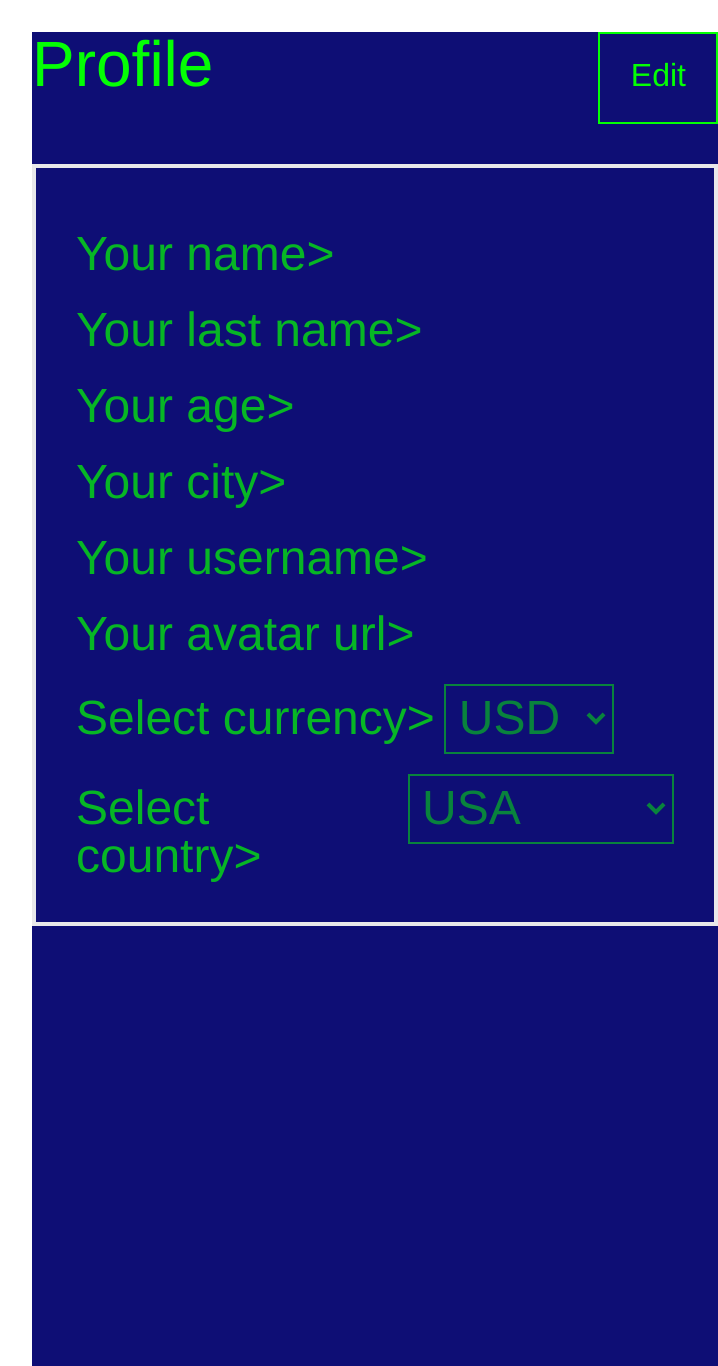 Profile
Edit
Your name>
Your last name>
Your age>
Your city>
Your username>
Your avatar url>
Select currency> USD
Select USA
country>